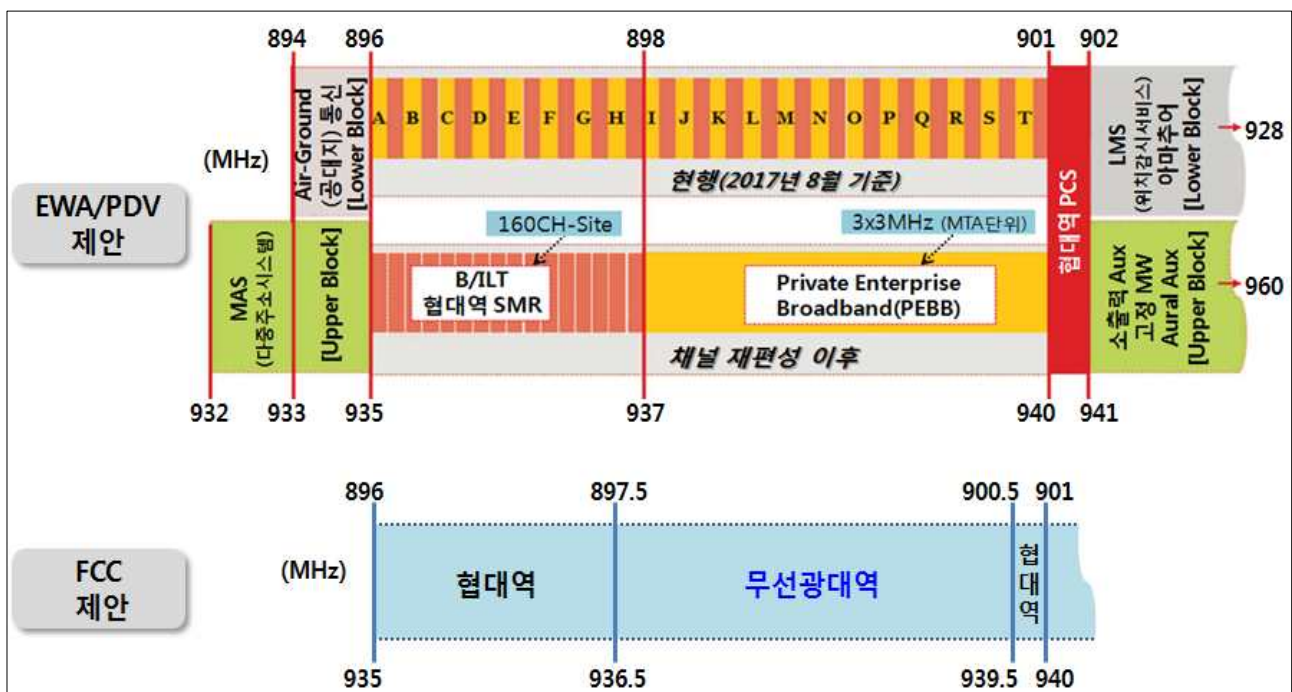 894 896 898 901 902
(MHz)
Air-Ground
(공대지) 통신
[Lower Block]
A B C D E F G H I J K L M N O P Q R S T
현행(2017년 8월 기준)
협대역 PCS
LMS
(위치감시서비스)
아마추어
[Lower Block]
928
EWA/PDV
제안
160CH-Site
3x3MHz (MTA단위)
MAS
(다중주소시스템)
[Upper Block]
B/ILT
협대역 SMR
Private Enterprise
Broadband(PEBB)
소출력 Aux
고정 MW
Aural Aux
[Upper Block]
960
채널 재편성 이후
932 933 935 937 940 941
896 897.5 900.5 901
FCC
제안
(MHz)
협대역
무선광대역
협
대
역
935 936.5 939.5 940